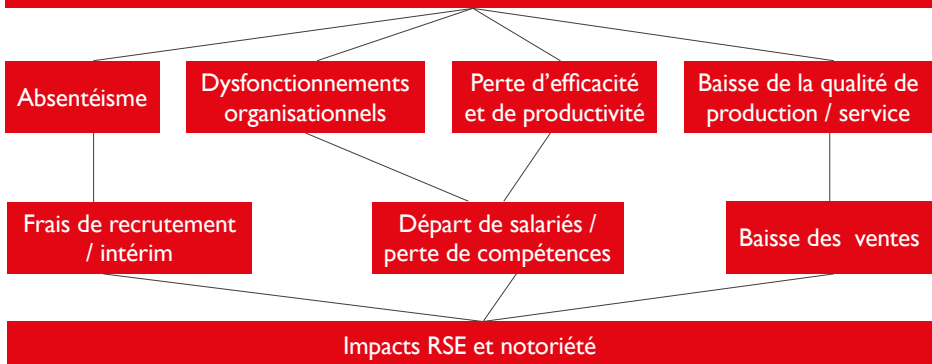 Absentéisme
Dysfonctionnements
organisationnels
Perte d'efficacité
et de productivité
Baisse de la qualité de
production / service
Frais de recrutement
/ intérim
Départ de salariés /
perte de compétences
Baisse des ventes
Impacts RSE et notoriété